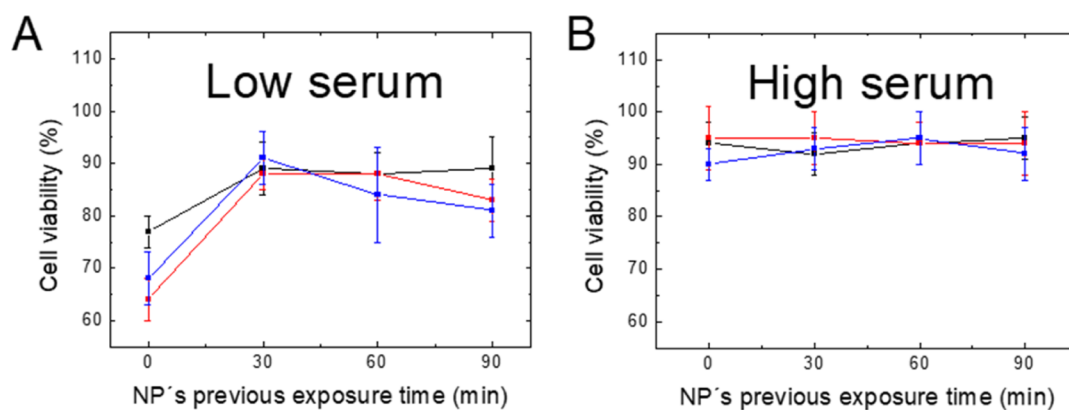 A
Low serum
Cell viability (%)
110
100
90
80
70
60
0 30 60 90
NP´s previous exposure time (min)
B
High serum
Cell viability (%)
110
100
90
80
70
60
0 30 60 90
NP´s previous exposure time (min)